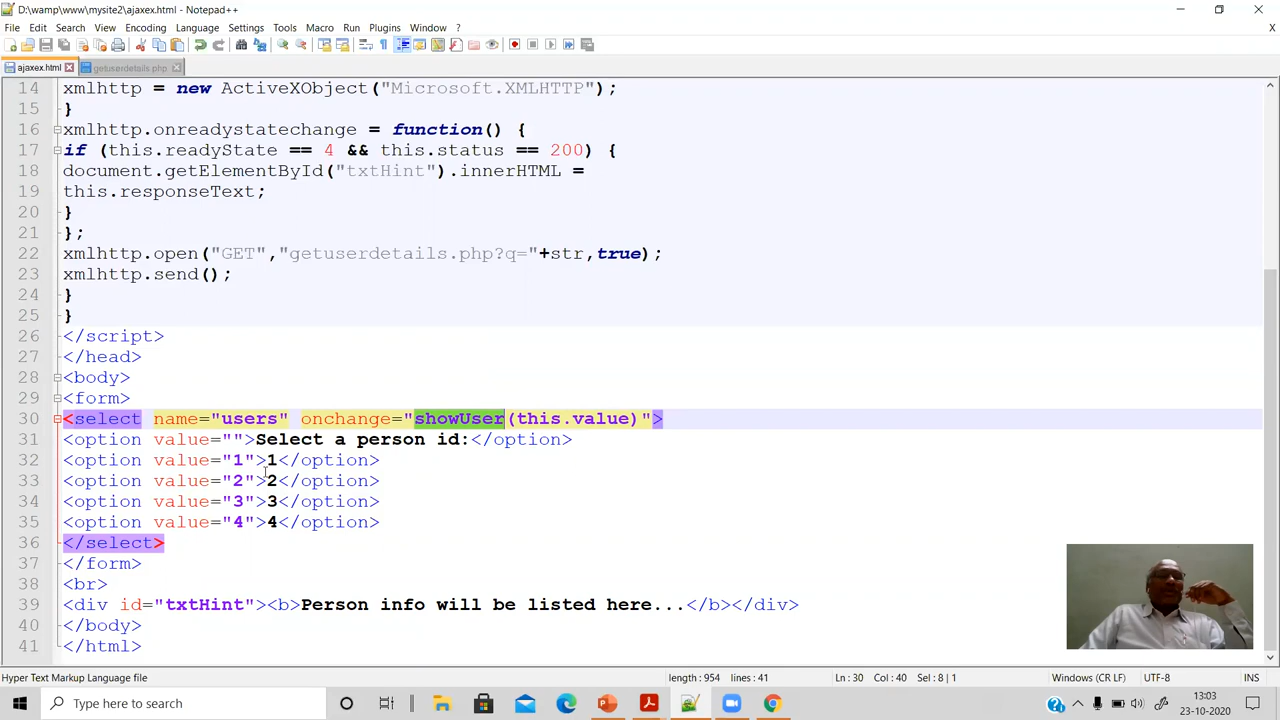 D:\wamp\www\mysite2\ajaxex.html - Notepad++
File Edit Search View Encoding Language Settings Tools Macro Run Plugins Window ?
X
ajaxex.html getuserdetails.php
14 xmlhttp = new ActiveXObject("Microsoft.XMLHTTP");
15 }
16 xmlhttp.onreadystatechange = function() {
17 if (this.readyState == 4 && this.status == 200) {
18 document.getElementById("txtHint").innerHTML =
19 this.responseText;
20 }
21 };
22 xmlhttp.open("GET","getuserdetails.php?q="+str,true);
23 xmlhttp.send();
24 }
25 }
26 </script>
27 </head>
28 <body>
29 <form>
30 <select name="users" onchange="showUser(this.value)">
31 <option value="">Select a person id:</option>
32 <option value="1">1</option>
33 <option value="2">2</option>
34 <option value="3">3</option>
35 <option value="4">4</option>
36 </select>
37 </form>
38 <br>
39 <div id="txtHint"><b>Person info will be listed here...</b></div>
40 </body>
41 </html>
Hyper Text Markup Language file length : 954 lines : 41 Ln : 30 Col : 40 Sel : 8 | 1 Windows (CR LF) UTF-8 INS
Type here to search
13:03
23-10-2020